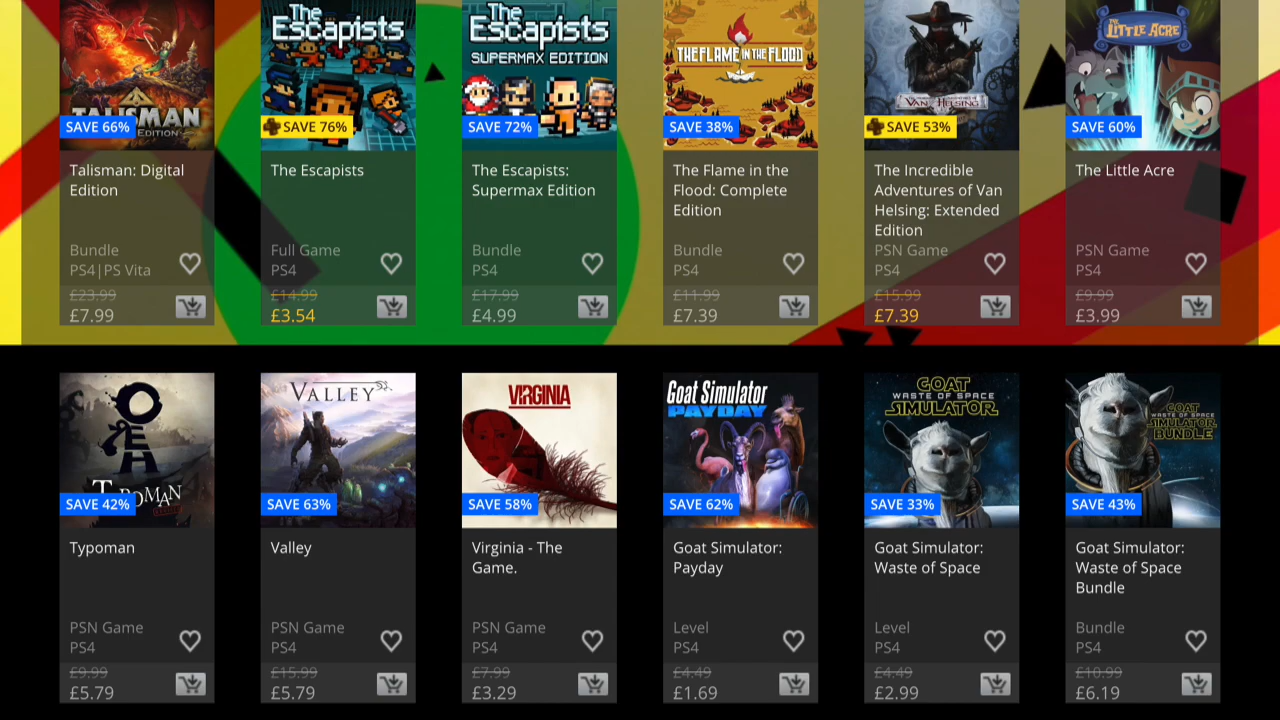 The Escapists
The Escapists
SUPERMAX EDITION
THE FLAME IN THE FLOOD
VAN HELSING
THE LITTLE ACRE
TALISMAN
EDITION
SAVE 66%
SAVE 76%
SAVE 72%
SAVE 38%
SAVE 53%
SAVE 60%
Talisman: Digital
Edition
The Escapists
The Escapists:
Supermax Edition
The Flame in the
Flood: Complete
Edition
The Incredible
Adventures of Van
Helsing: Extended
Edition
The Little Acre
Bundle
PS4|PS Vita
Full Game
PS4
Bundle
PS4
Bundle
PS4
PSN Game
PS4
PSN Game
PS4
£23.99
£7.99
£14.99
£3.54
£17.99
£4.99
£11.99
£7.39
£15.99
£7.39
£9.99
£3.99
VALLEY
VIRGINIA
Goat Simulator
PAYDAY
GOAT
WASTE OF SPACE
SIMULATOR
GOAT
WASTE OF SPACE
SIMULATOR
BUNDLE
TYPOMAN
SAVE 42%
SAVE 63%
SAVE 58%
SAVE 62%
SAVE 33%
SAVE 43%
Typoman
Valley
Virginia - The
Game.
Goat Simulator:
Payday
Goat Simulator:
Waste of Space
Goat Simulator:
Waste of Space
Bundle
PSN Game
PS4
PSN Game
PS4
PSN Game
PS4
Level
PS4
Level
PS4
Bundle
PS4
£9.99
£5.79
£15.99
£5.79
£7.99
£3.29
£4.49
£1.69
£4.49
£2.99
£10.99
£6.19